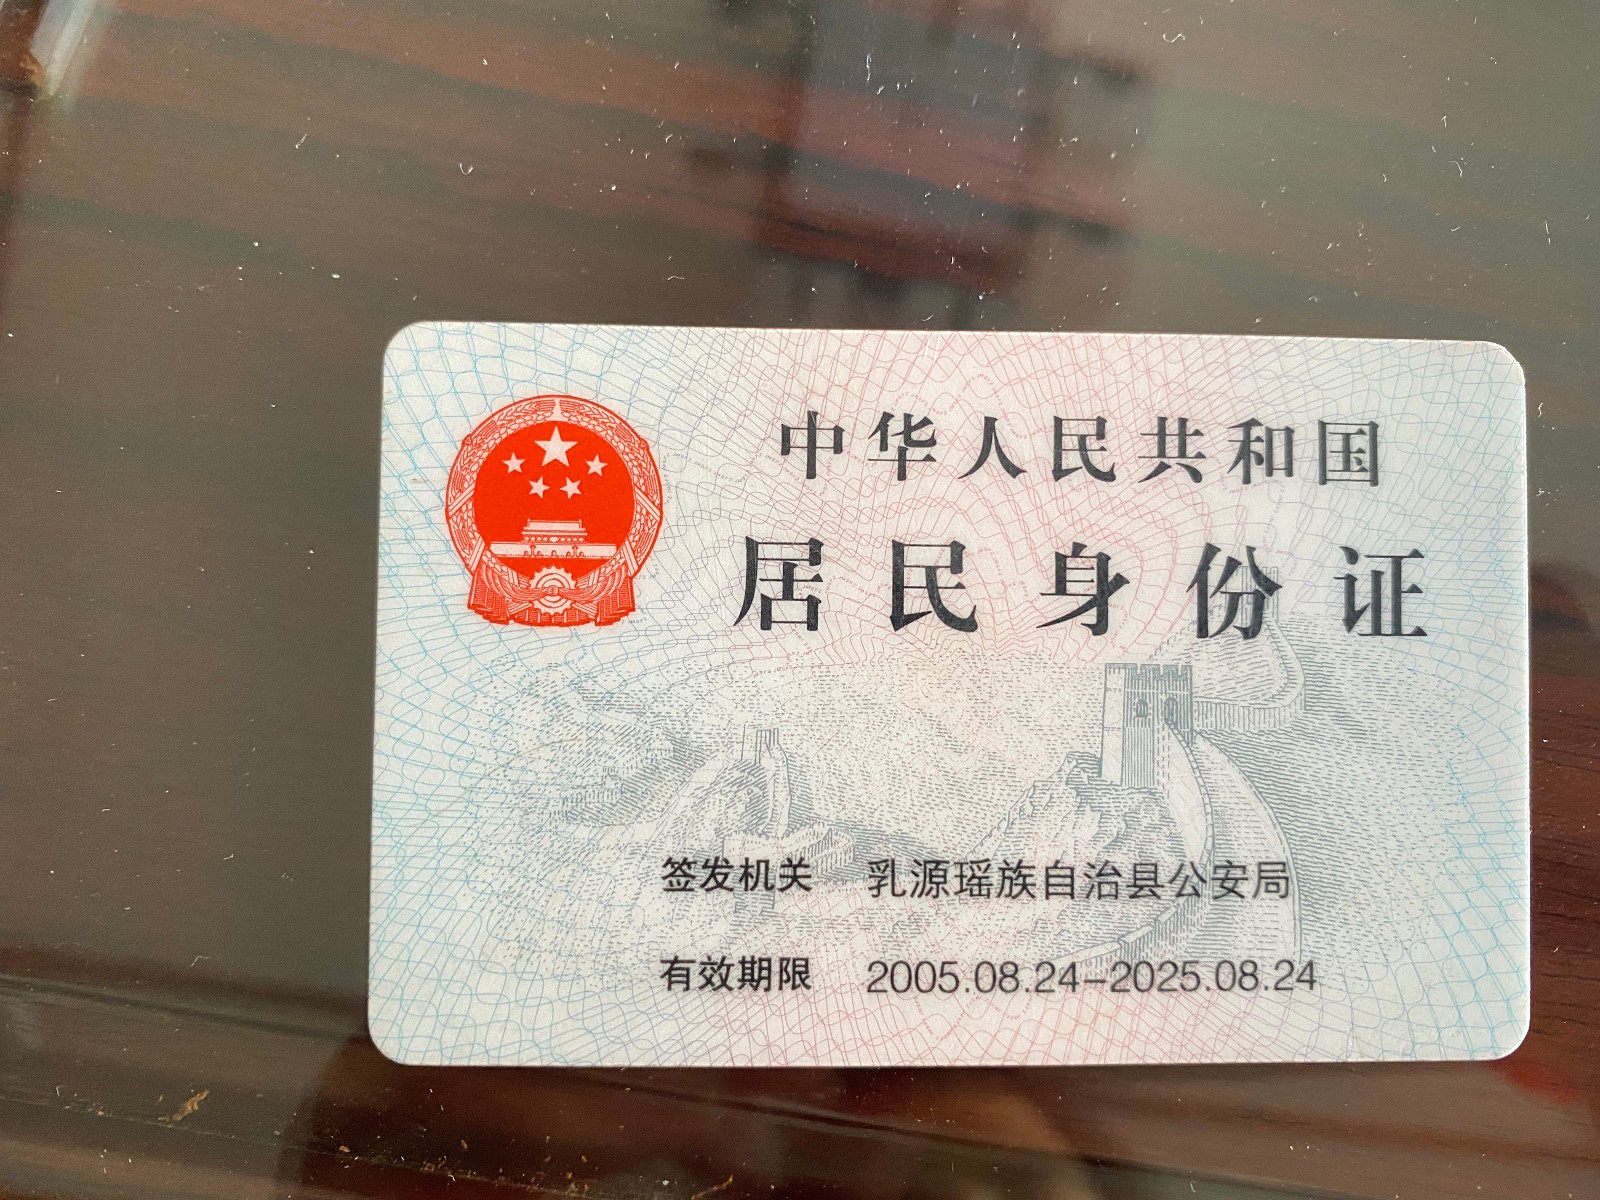 中华人民共和国
居民身份证
签发机关 乳源瑶族自治县公安局
有效期限 2005.08.24-2025.08.24